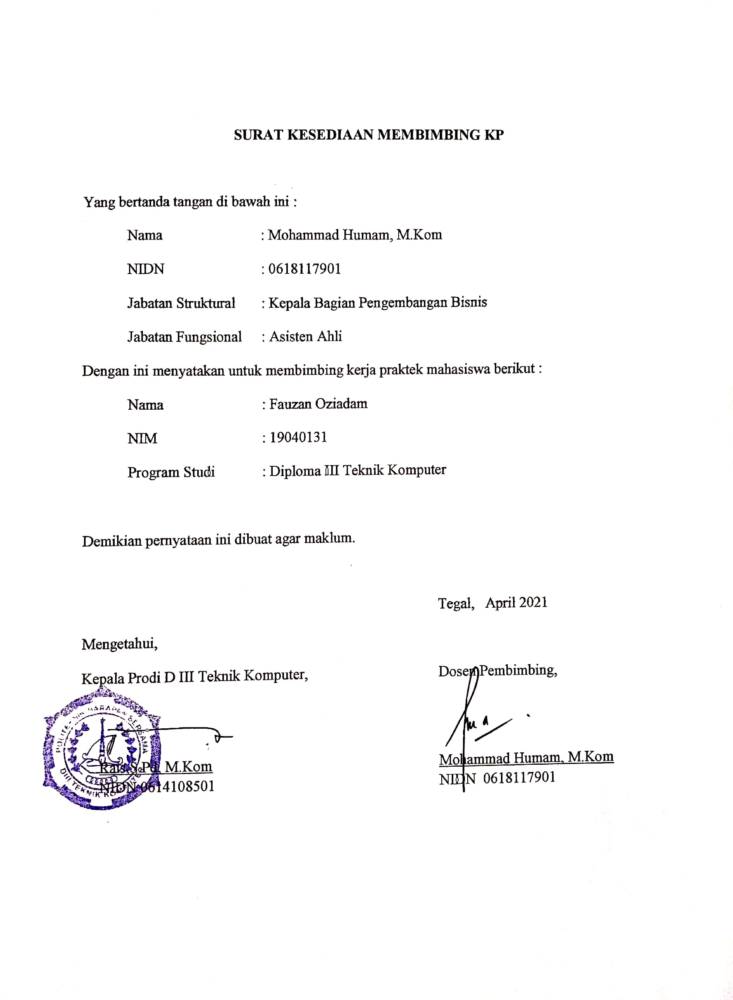 SURAT KESEDIAAN MEMBIMBING KP
Yang bertanda tangan di bawah ini :
Nama : Mohammad Humam, M.Kom
NIDN : 0618117901
Jabatan Struktural : Kepala Bagian Pengembangan Bisnis
Jabatan Fungsional : Asisten Ahli
Dengan ini menyatakan untuk membimbing kerja praktek mahasiswa berikut :
Nama : Fauzan Oziadam
NIM : 19040131
Program Studi : Diploma III Teknik Komputer
Demikian pernyataan ini dibuat agar maklum.
Tegal, April 2021
Mengetahui,
Kepala Prodi D III Teknik Komputer,
Dosen Pembimbing,
HARAPAN BERSAMA
DIII TEKNIK
Rais,S.Pd, M.Kom
NIDN 0614108501
Mohammad Humam, M.Kom
NIDN 0618117901